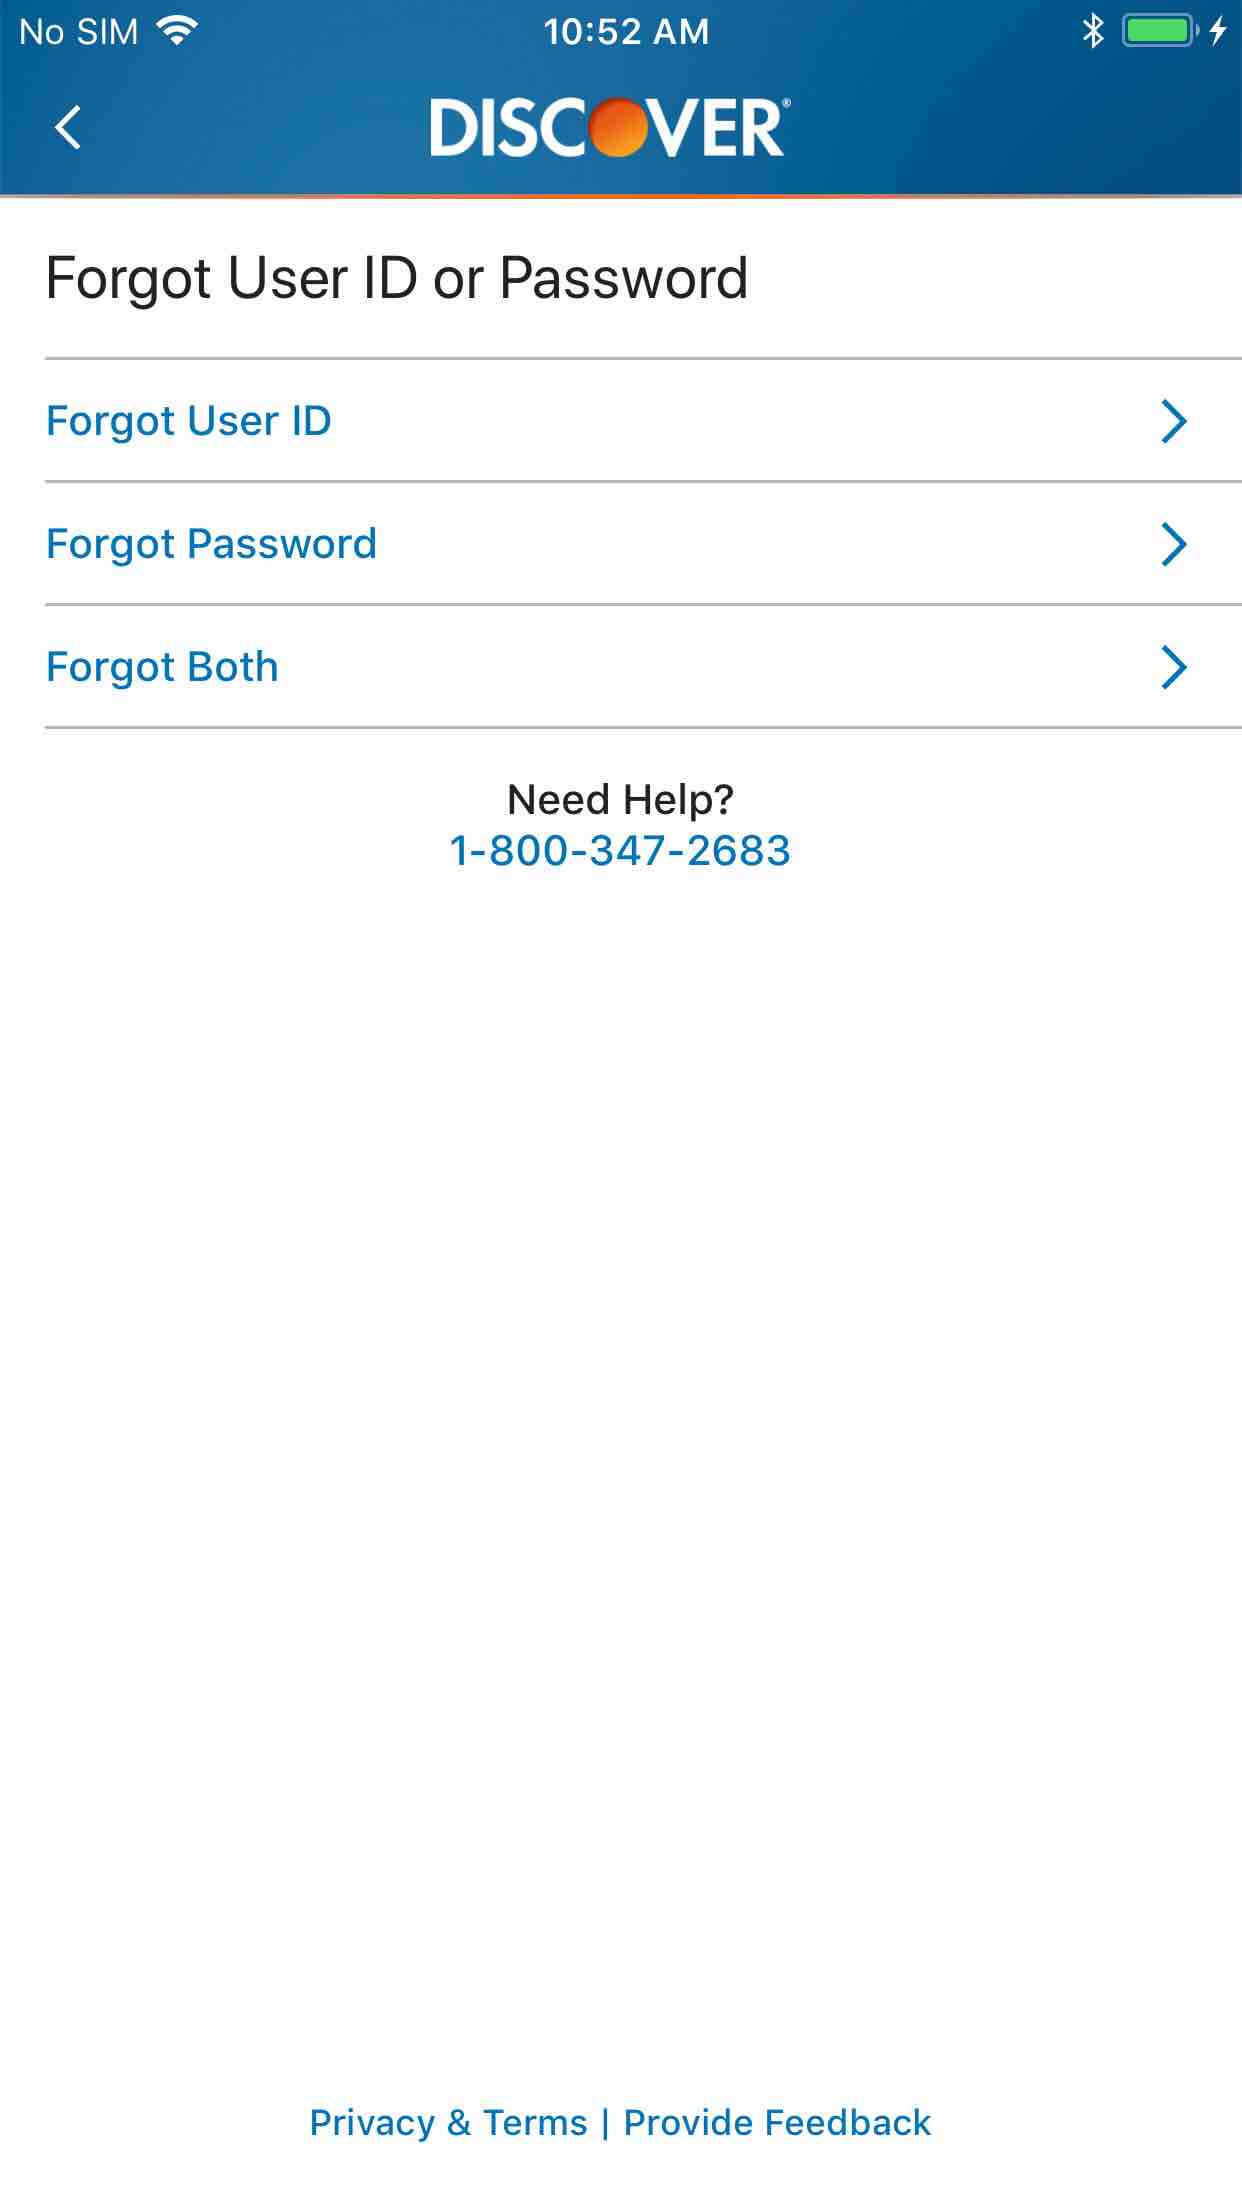 No SIM 10:52 AM
DISCOVER®
Forgot User ID or Password
Forgot User ID
Forgot Password
Forgot Both
Need Help?
1-800-347-2683
Privacy & Terms | Provide Feedback